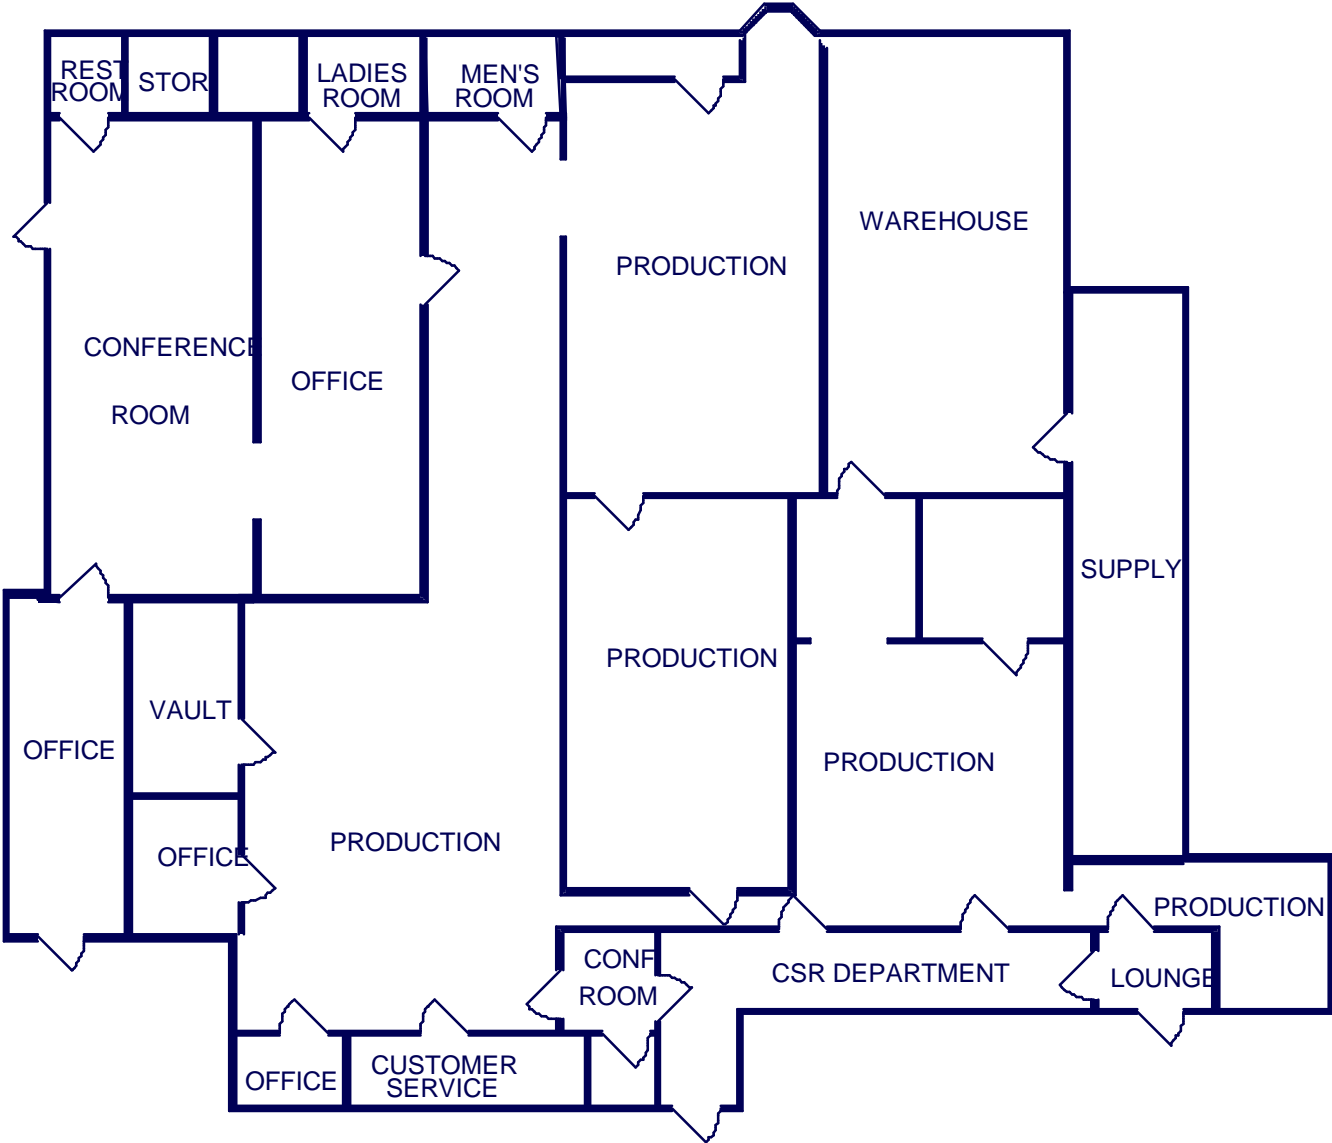 REST
ROOM
STOR
LADIES
ROOM
MEN'S
ROOM
WAREHOUSE
PRODUCTION
CONFERENCE
ROOM
OFFICE
SUPPLY
PRODUCTION
VAULT
OFFICE
PRODUCTION
PRODUCTION
OFFICE
PRODUCTION
CONF
ROOM
CSR DEPARTMENT
LOUNGE
OFFICE
CUSTOMER
SERVICE